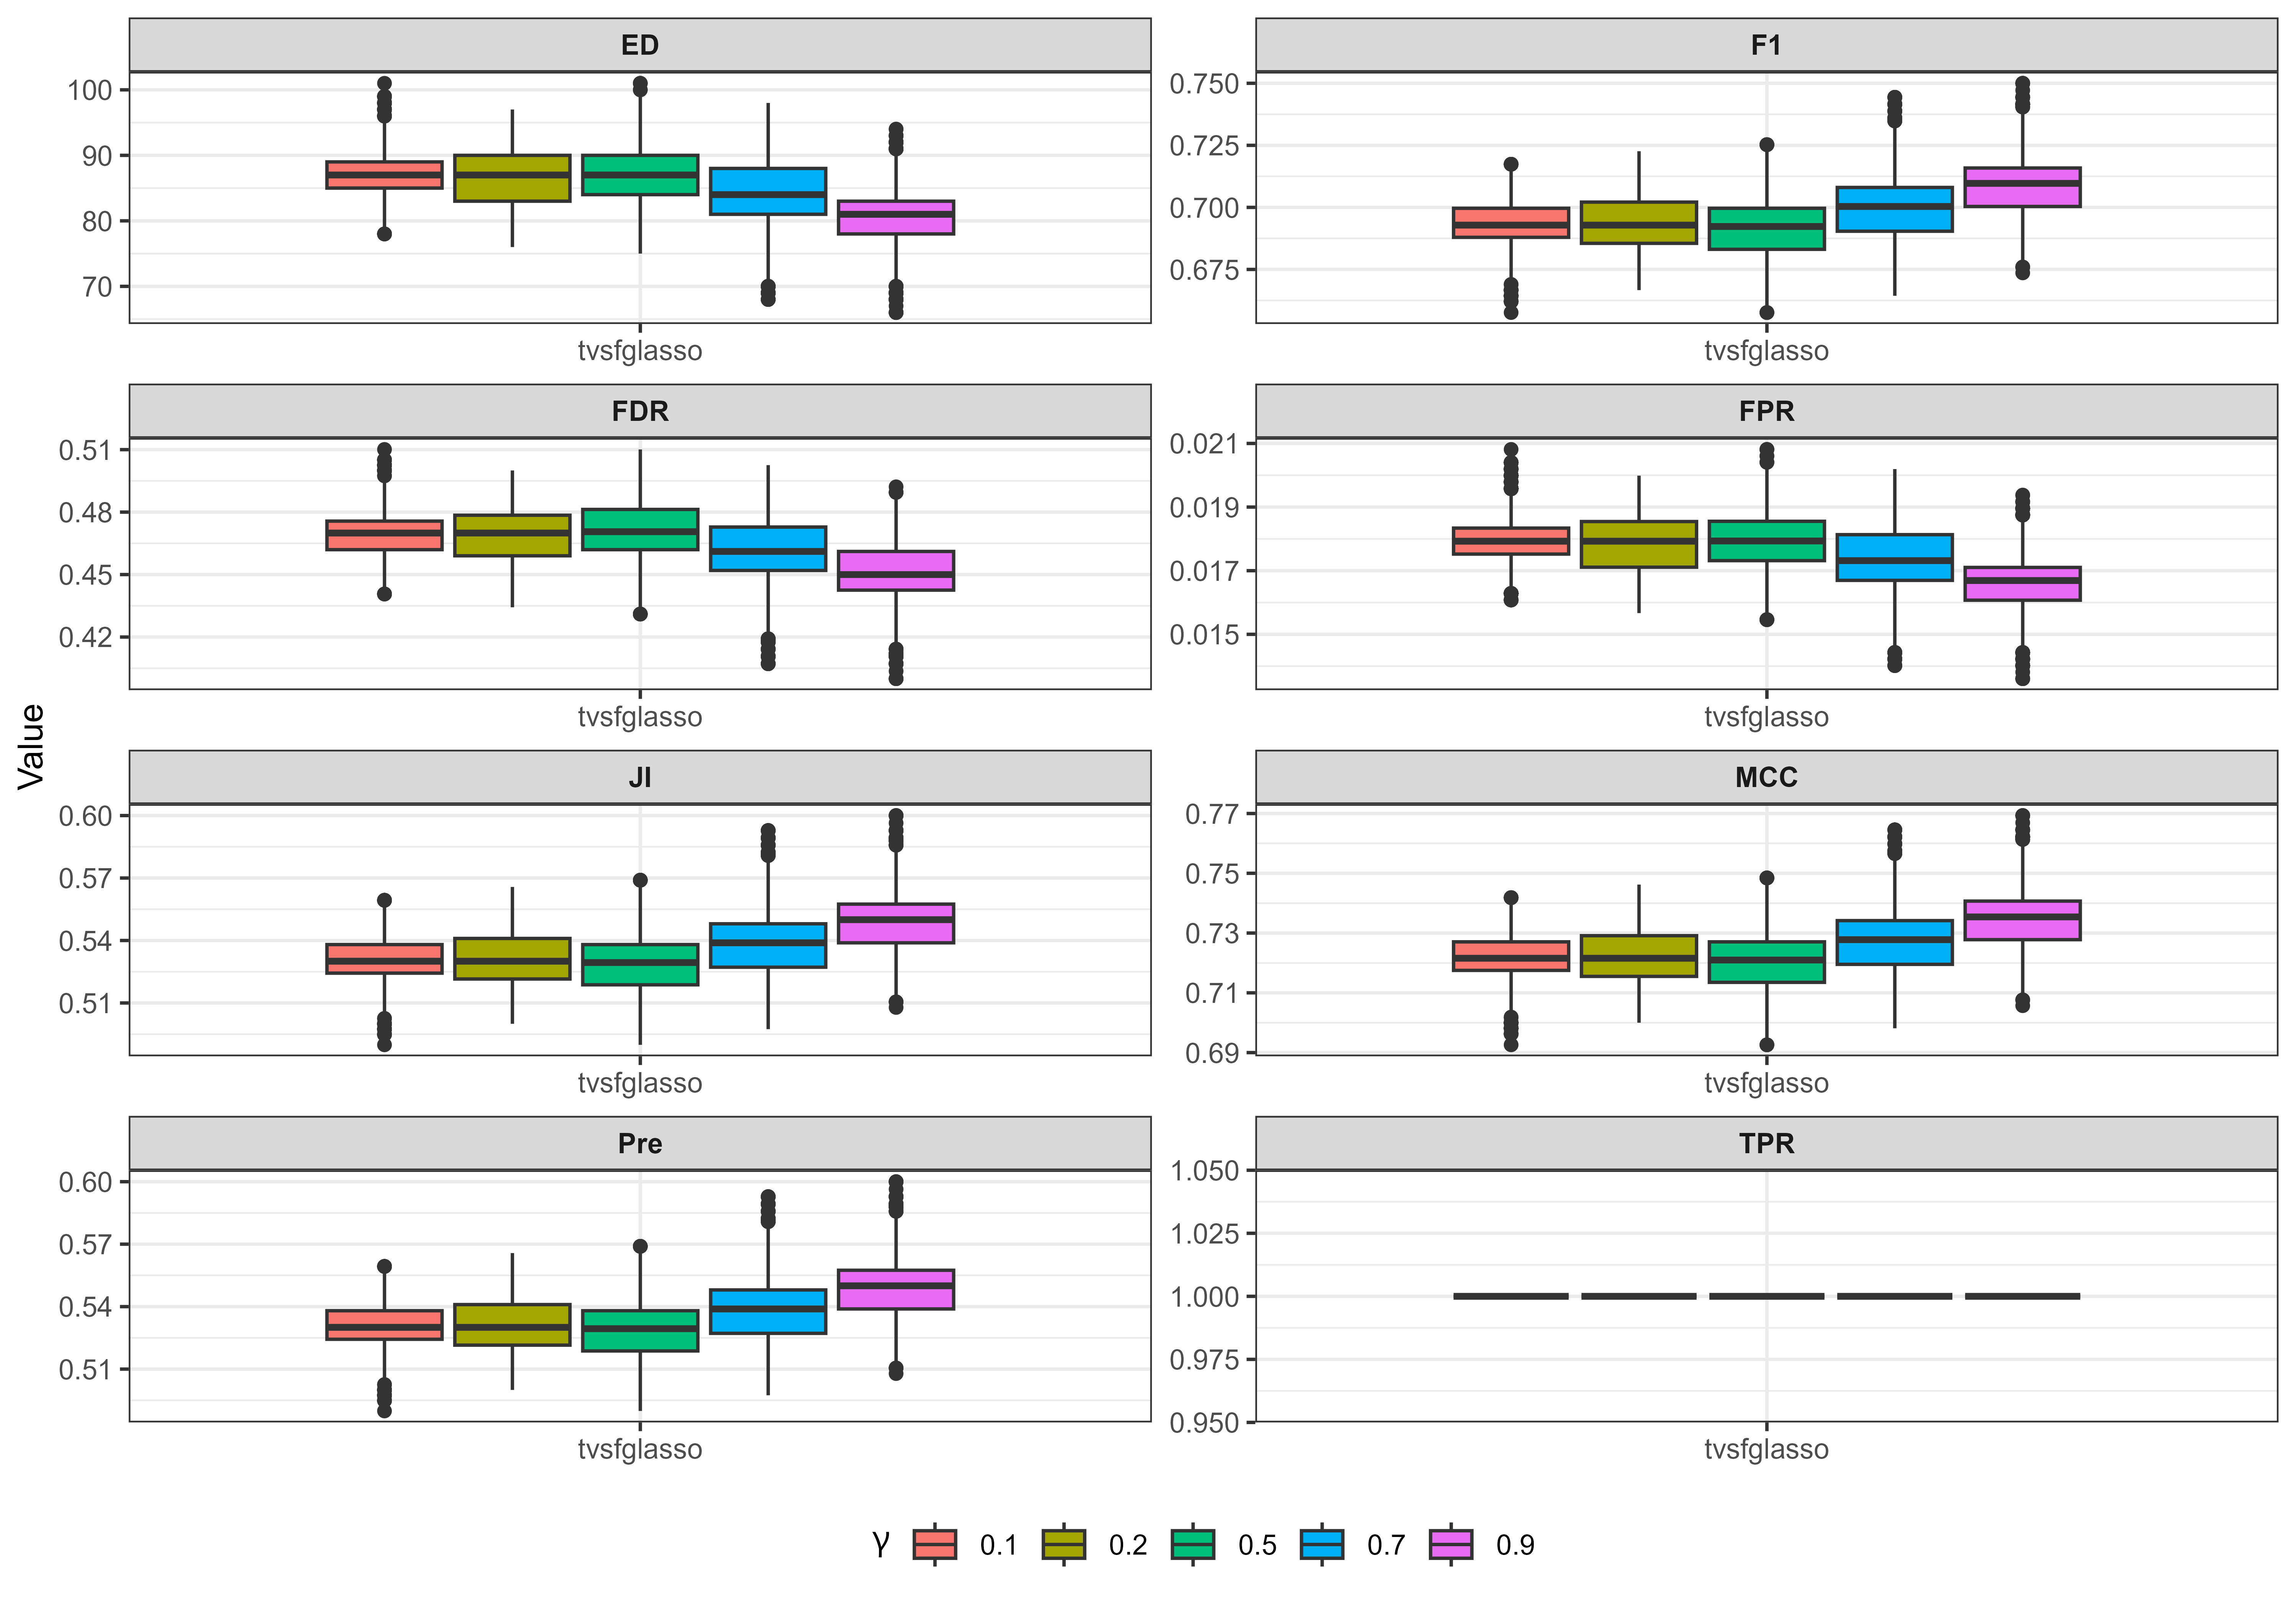 ED
100
90
80
70
tvsfglasso
F1
0.750
0.725
0.700
0.675
tvsfglasso
FDR
0.51
0.48
0.45
0.42
tvsfglasso
FPR
0.021
0.019
0.017
0.015
tvsfglasso
Value
JI
0.60
0.57
0.54
0.51
tvsfglasso
MCC
0.77
0.75
0.73
0.71
0.69
tvsfglasso
Pre
0.60
0.57
0.54
0.51
tvsfglasso
TPR
1.050
1.025
1.000
0.975
0.950
tvsfglasso
γ 0.1 0.2 0.5 0.7 0.9